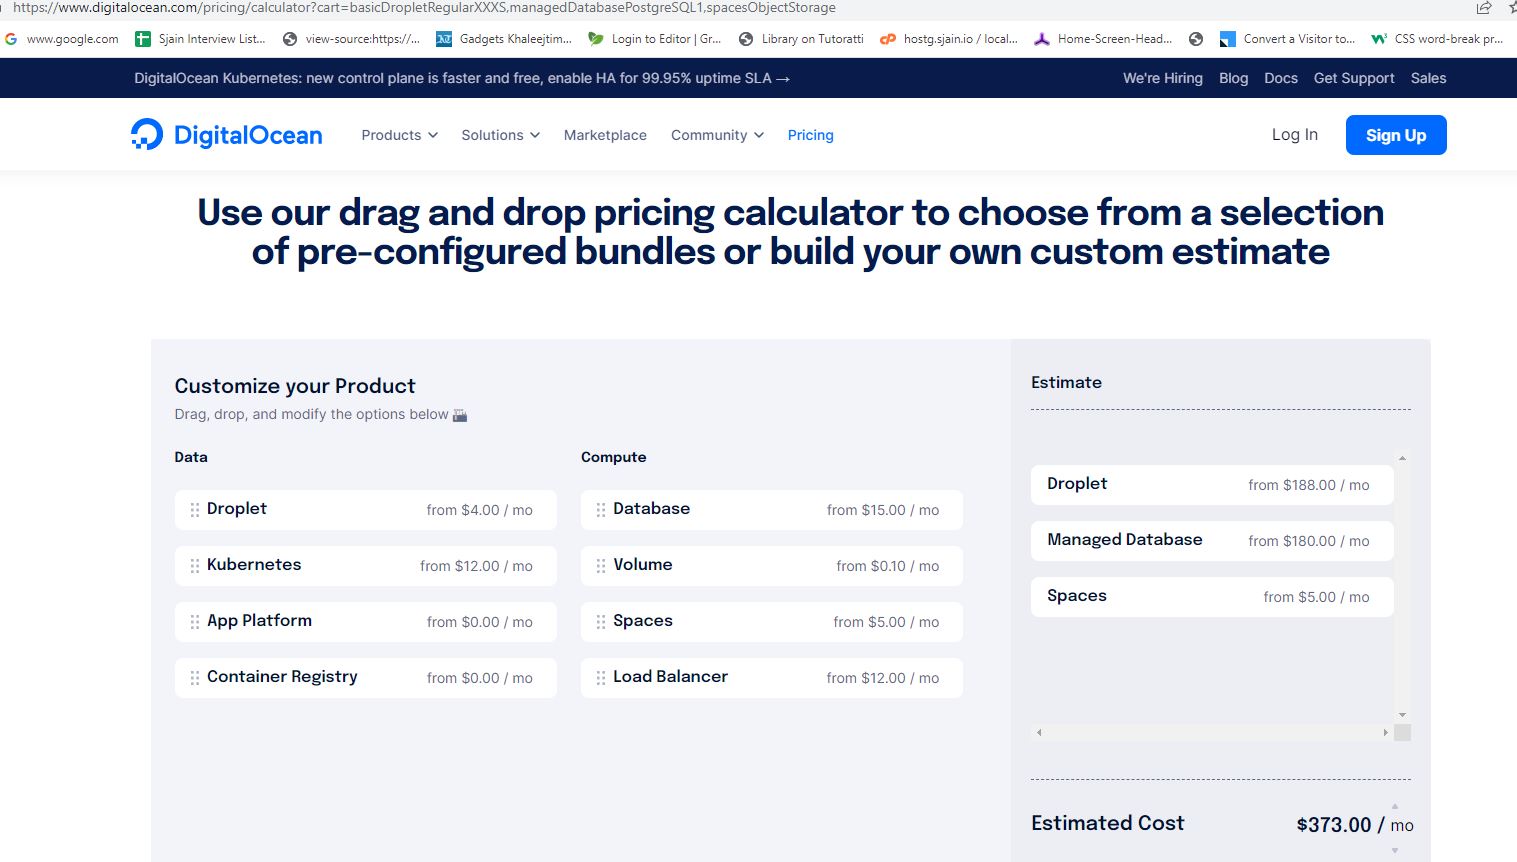 https://www.digitalocean.com/pricing/calculator?cart=basicDropletRegularXXXS,managedDatabasePostgreSQL1,spacesObjectStorage
www.google.com Sjain Interview List... view-source:https://... Gadgets Khaleejtim... Login to Editor | Gr... Library on Tutoratti hostg.sjain.io / local... Home-Screen-Head... Convert a Visitor to... CSS word-break pr...
DigitalOcean Kubernetes: new control plane is faster and free, enable HA for 99.95% uptime SLA → We're Hiring Blog Docs Get Support Sales
DigitalOcean Products Solutions Marketplace Community Pricing Log In Sign Up
Use our drag and drop pricing calculator to choose from a selection
of pre-configured bundles or build your own custom estimate
Customize your Product
Drag, drop, and modify the options below
Data
Droplet from $4.00 / mo
Kubernetes from $12.00 / mo
App Platform from $0.00 / mo
Container Registry from $0.00 / mo
Compute
Database from $15.00 / mo
Volume from $0.10 / mo
Spaces from $5.00 / mo
Load Balancer from $12.00 / mo
Estimate
Droplet from $188.00 / mo
Managed Database from $180.00 / mo
Spaces from $5.00 / mo
Estimated Cost $373.00 / mo